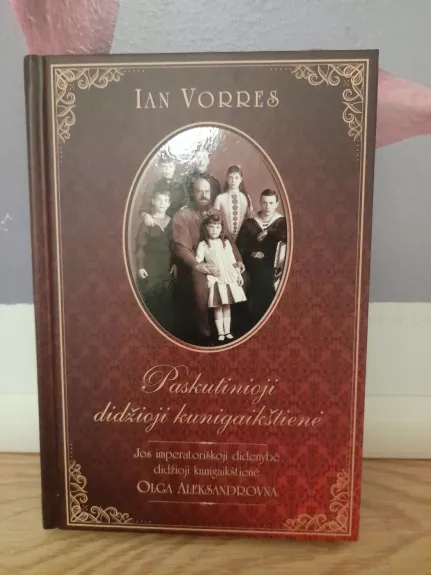 IAN VORRES
Paskutinioji
didžioji kunigaikštienė
Jos imperatoriškoji didenybė
didžioji kunigaikštienė
OLGA ALEKSANDROVNA